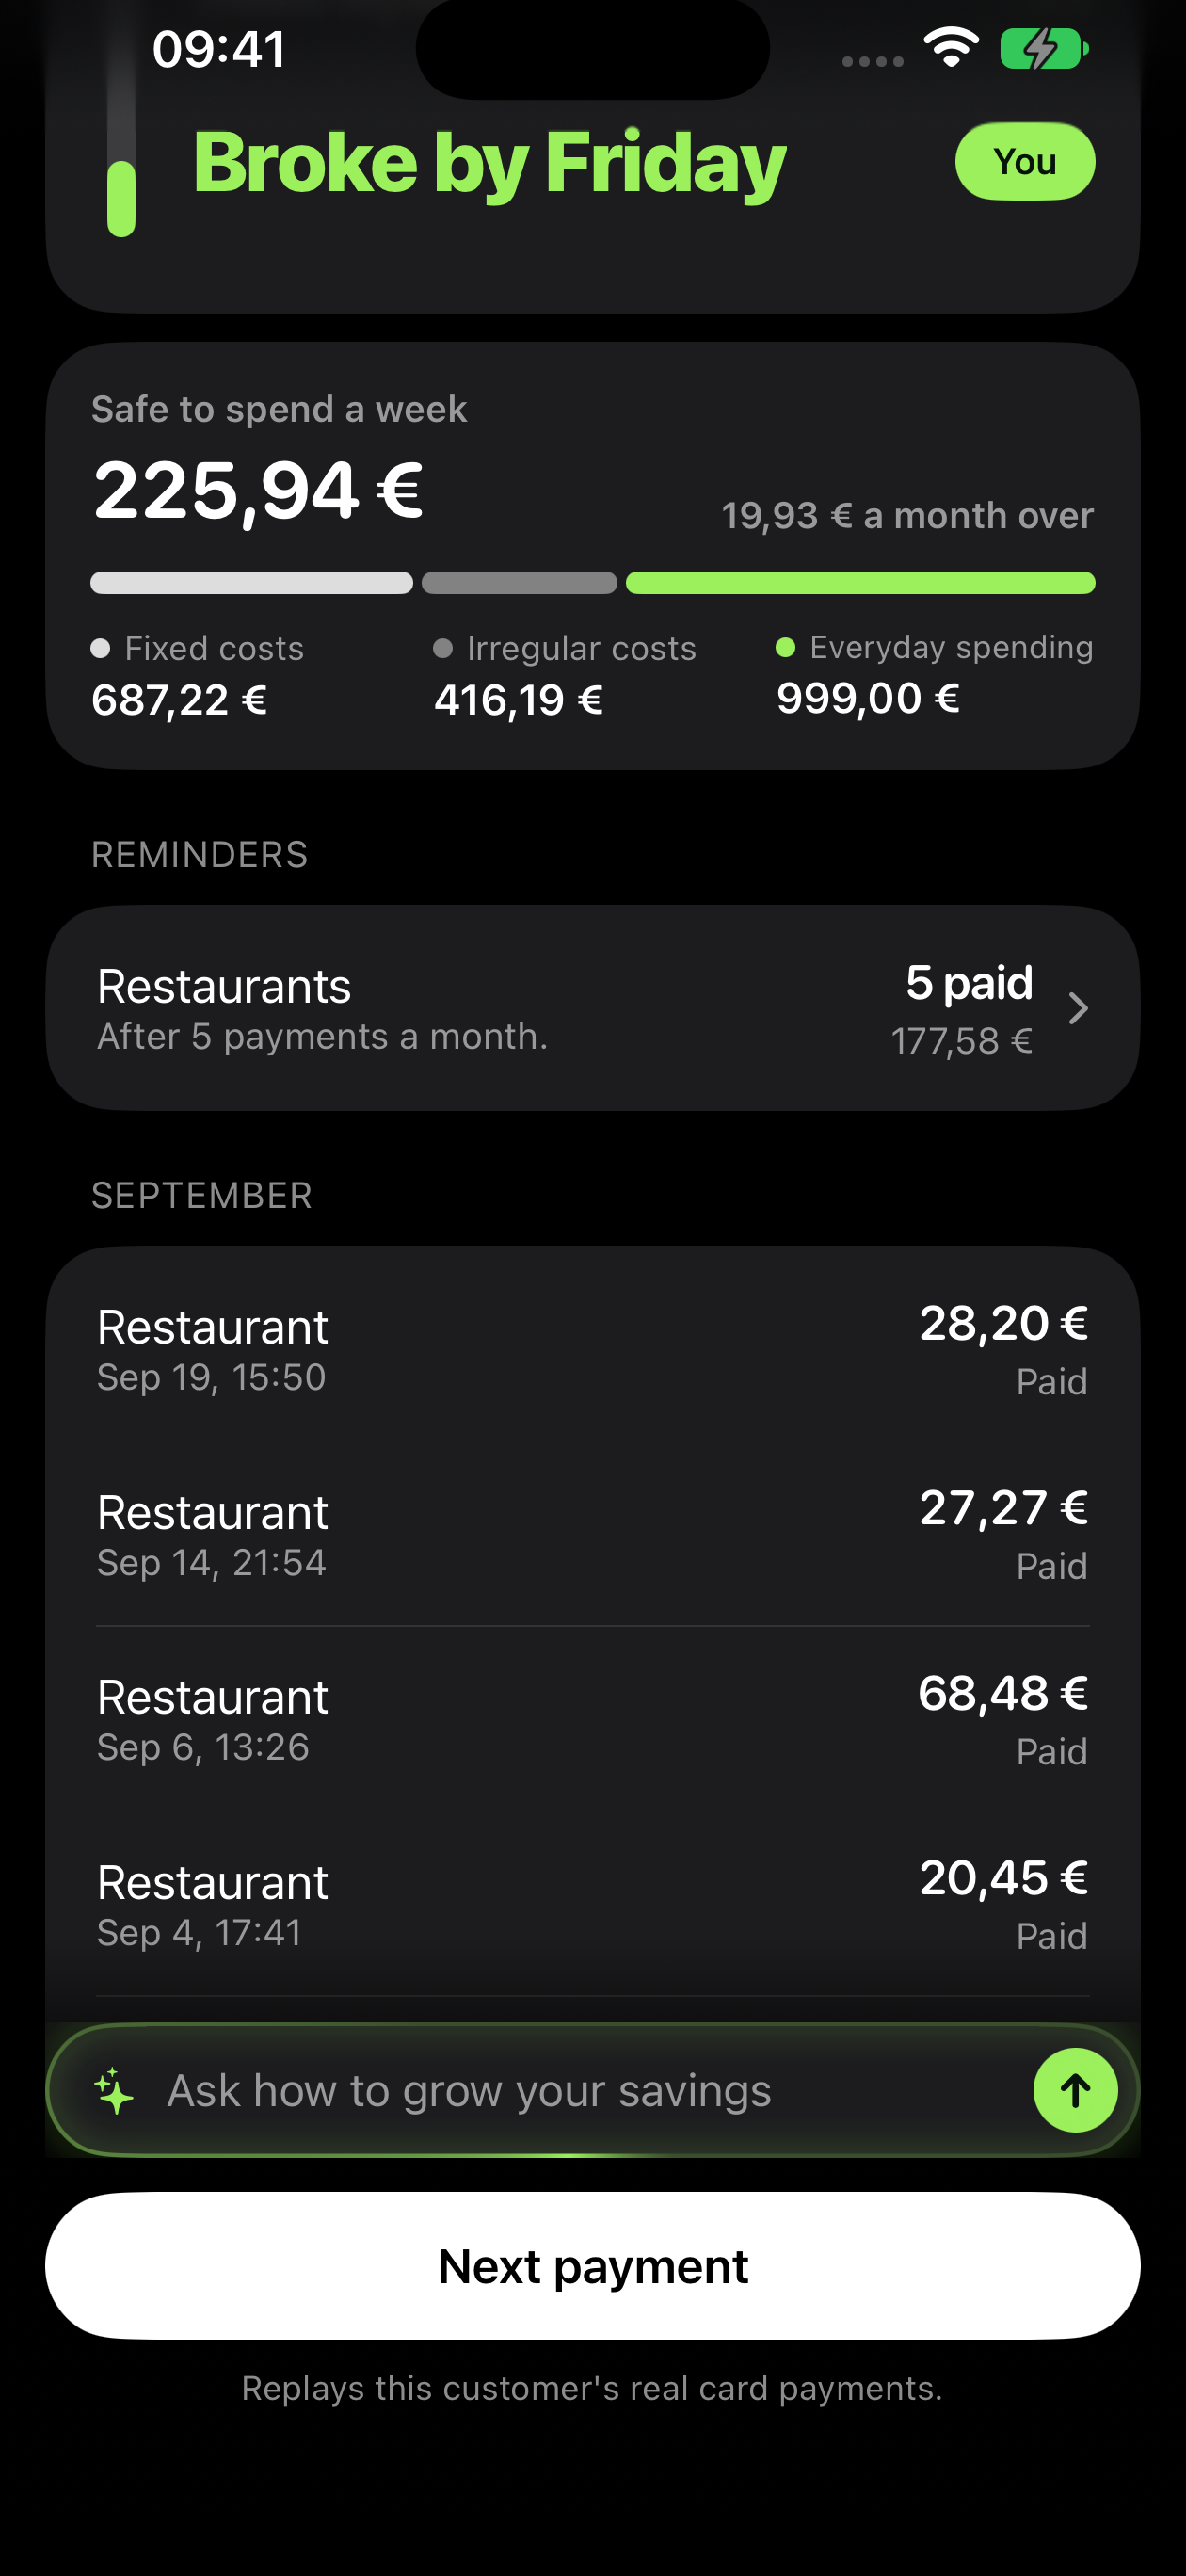 09:41
Broke by Friday
You
Safe to spend a week
225,94 €
19,93 € a month over
Fixed costs
Irregular costs
Everyday spending
687,22 €
416,19 €
999,00 €
REMINDERS
Restaurants
5 paid
After 5 payments a month.
177,58 €
SEPTEMBER
Restaurant
28,20 €
Sep 19, 15:50
Paid
Restaurant
27,27 €
Sep 14, 21:54
Paid
Restaurant
68,48 €
Sep 6, 13:26
Paid
Restaurant
20,45 €
Sep 4, 17:41
Paid
Ask how to grow your savings
Next payment
Replays this customer's real card payments.